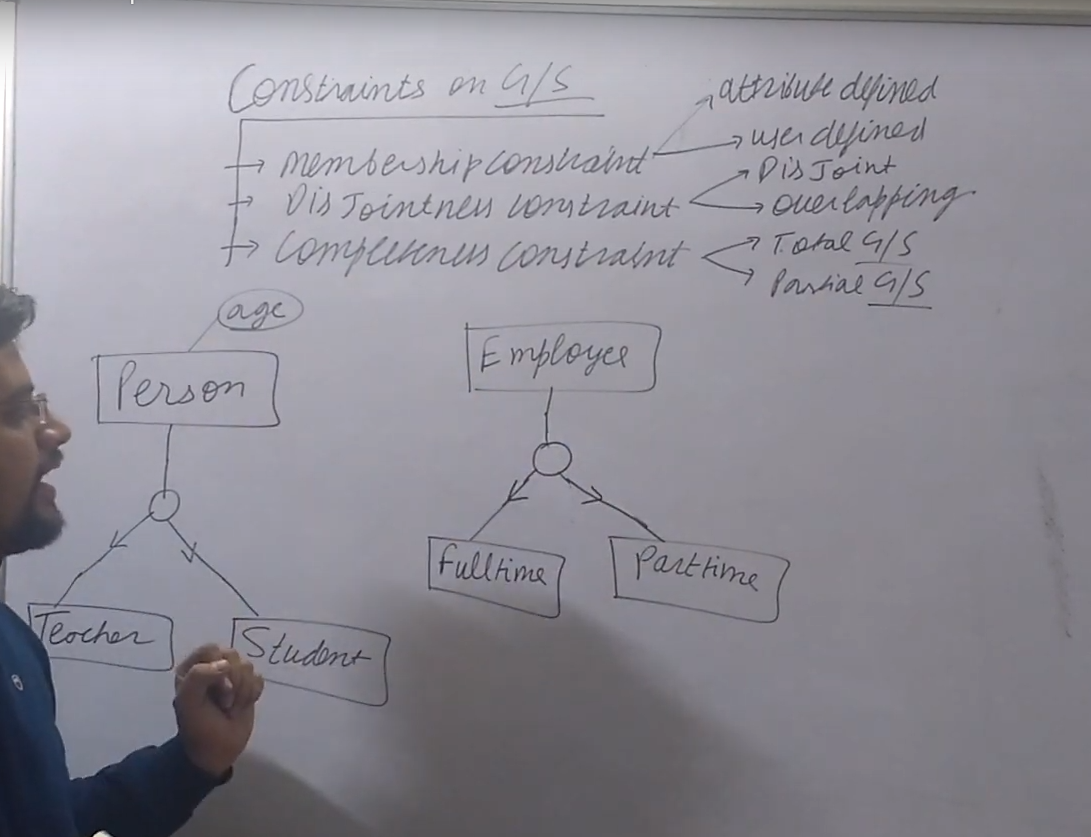 Constraints on G/S
attribute defined
membership constraint
user defined
DisJoint
DisJointness constraint
overlapping
Completeness constraint
Total G/S
Partial G/S
age
Person
Employee
Fulltime
Parttime
Teacher
Student